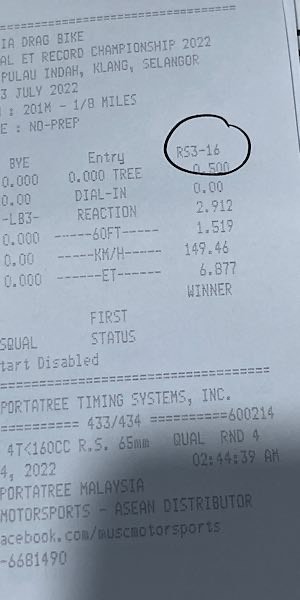 ================================
IA DRAG BIKE
AL ET RECORD CHAMPIONSHIP 2022
PULAU INDAH, KLANG, SELANGOR
3 JULY 2022
: 201M - 1/8 MILES
E : NO-PREP
BYE Entry RS3-16
0.000 0.000 TREE 0.500
0.00 DIAL-IN 0.00
-LB3- REACTION 2.912
0.000 -----60FT----- 1.519
0.00 -----KM/H----- 149.46
0.000 ------ET------ 6.877
WINNER
FIRST
SQUAL STATUS
tart Disabled
================================
PORTATREE TIMING SYSTEMS, INC.
========== 433/434 ==========600214
4T<160CC R.S. 65mm QUAL RND 4
4, 2022 02:44:39 AM
PORTATREE MALAYSIA
MOTORSPORTS - ASEAN DISTRIBUTOR
acebook.com/muscmotorsports
-6681490